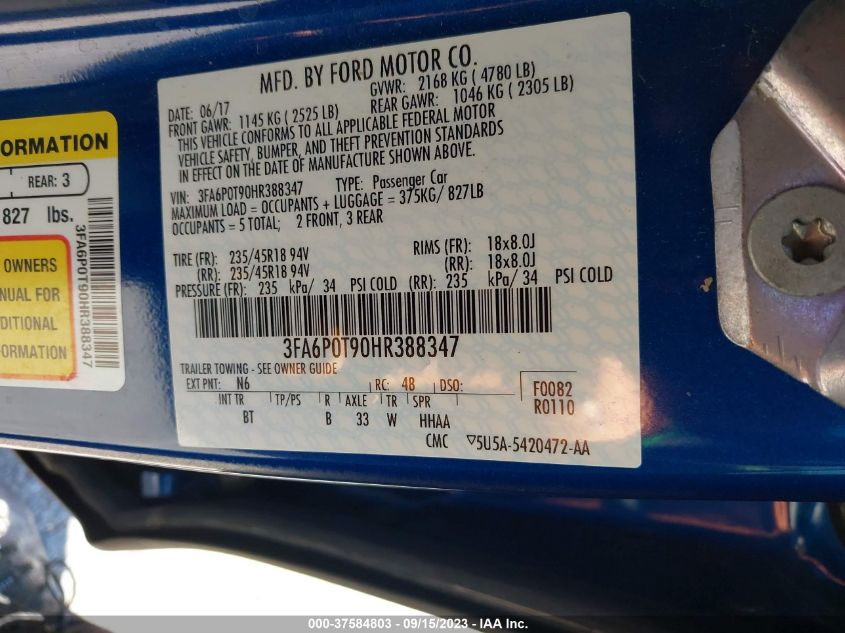 ORMATION
REAR: 3
827 lbs.
OWNERS
NUAL FOR
DITIONAL
FORMATION
3FA6P0T90HR388347
MFD. BY FORD MOTOR CO.
DATE: 06/17 GVWR: 2168 KG ( 4780 LB)
FRONT GAWR: 1145 KG ( 2525 LB) REAR GAWR: 1046 KG ( 2305 LB)
THIS VEHICLE CONFORMS TO ALL APPLICABLE FEDERAL MOTOR
VEHICLE SAFETY, BUMPER, AND THEFT PREVENTION STANDARDS
IN EFFECT ON THE DATE OF MANUFACTURE SHOWN ABOVE.
VIN: 3FA6P0T90HR388347 TYPE: Passenger Car
MAXIMUM LOAD = OCCUPANTS + LUGGAGE = 375KG/ 827LB
OCCUPANTS = 5 TOTAL; 2 FRONT, 3 REAR
TIRE (FR): 235/45R18 94V RIMS (FR): 18x8.0J
(RR): 235/45R18 94V (RR): 18x8.0J
PRESSURE (FR): 235 kPa/ 34 PSI COLD (RR): 235 kPa/ 34 PSI COLD
3FA6P0T90HR388347
TRAILER TOWING - SEE OWNER GUIDE
EXT PNT: N6 RC: 48 DSO: F0082
INT TR TP/PS R AXLE TR SPR R0110
BT B 33 W HHAA
CMC ▽5U5A-5420472-AA
000-37584803 - 09/15/2023 - IAAI.com